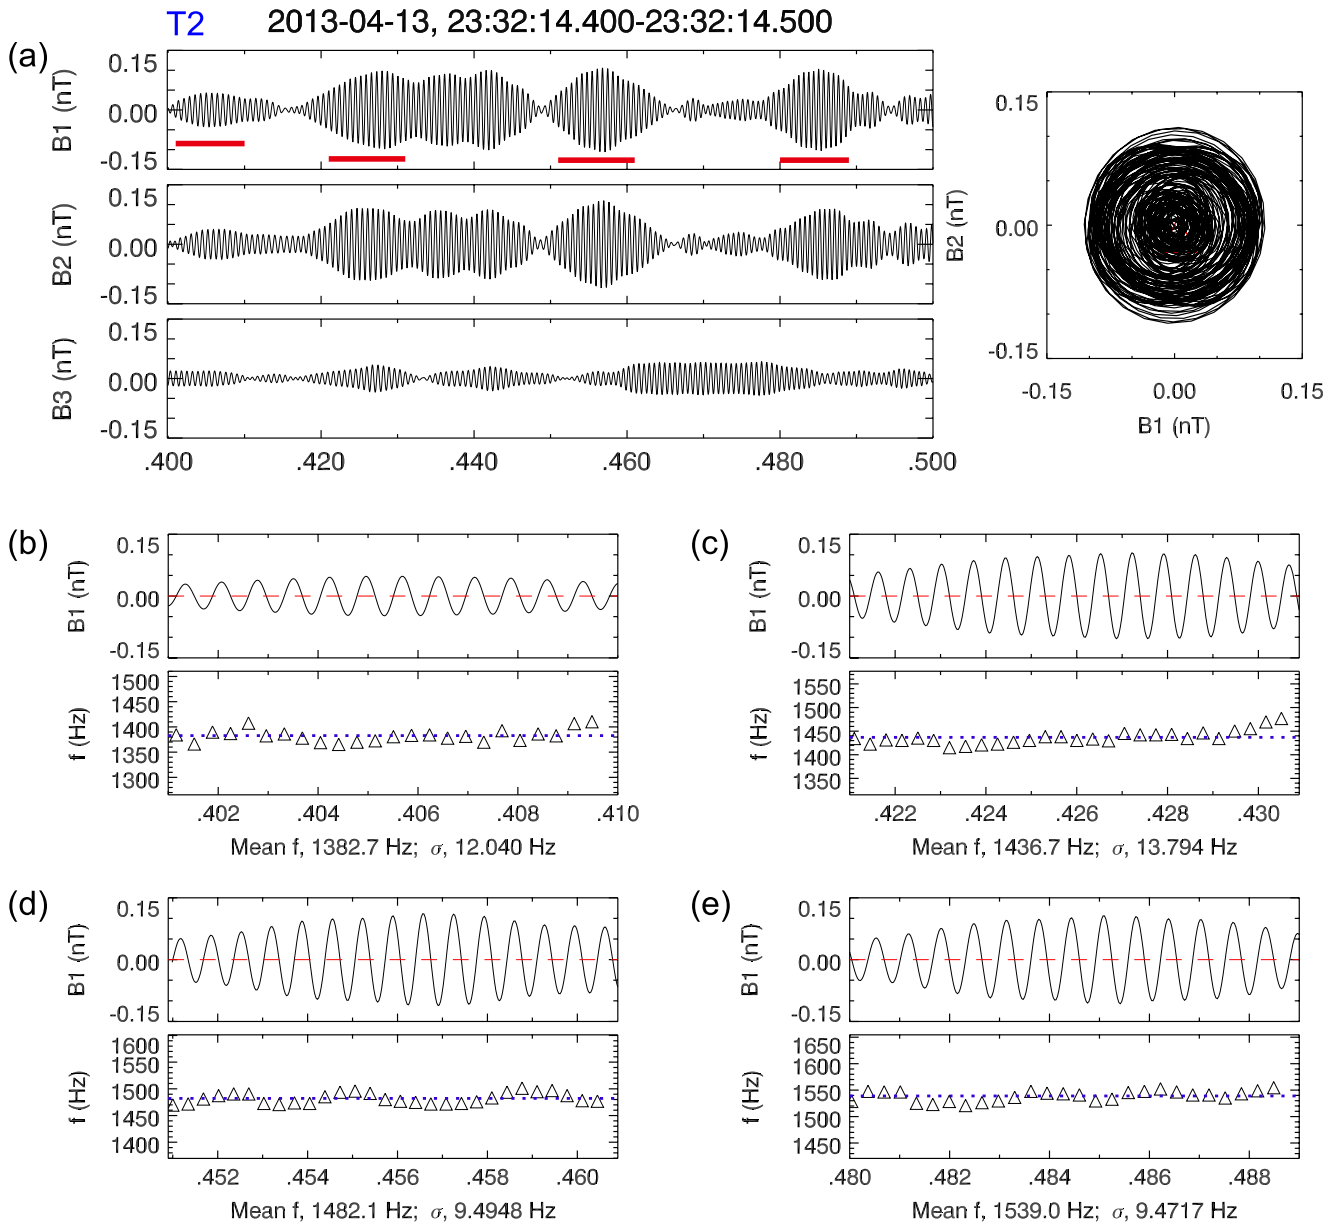 T2 2013-04-13, 23:32:14.400-23:32:14.500
(a)
0.15
0.00
-0.15
B1 (nT)
0.15
0.00
-0.15
B2 (nT)
0.15
0.00
-0.15
B3 (nT)
.400 .420 .440 .460 .480 .500
0.15
0.00
-0.15
B2 (nT)
-0.15 0.00 0.15
B1 (nT)
(b)
0.15
0.00
-0.15
B1 (nT)
1500
1450
1400
1350
1300
f (Hz)
.402 .404 .406 .408 .410
Mean f, 1382.7 Hz; σ, 12.040 Hz
(c)
0.15
0.00
-0.15
B1 (nT)
1550
1500
1450
1400
1350
f (Hz)
.422 .424 .426 .428 .430
Mean f, 1436.7 Hz; σ, 13.794 Hz
(d)
0.15
0.00
-0.15
B1 (nT)
1600
1550
1500
1450
1400
f (Hz)
.452 .454 .456 .458 .460
Mean f, 1482.1 Hz; σ, 9.4948 Hz
(e)
0.15
0.00
-0.15
B1 (nT)
1650
1600
1550
1500
1450
f (Hz)
.480 .482 .484 .486 .488
Mean f, 1539.0 Hz; σ, 9.4717 Hz